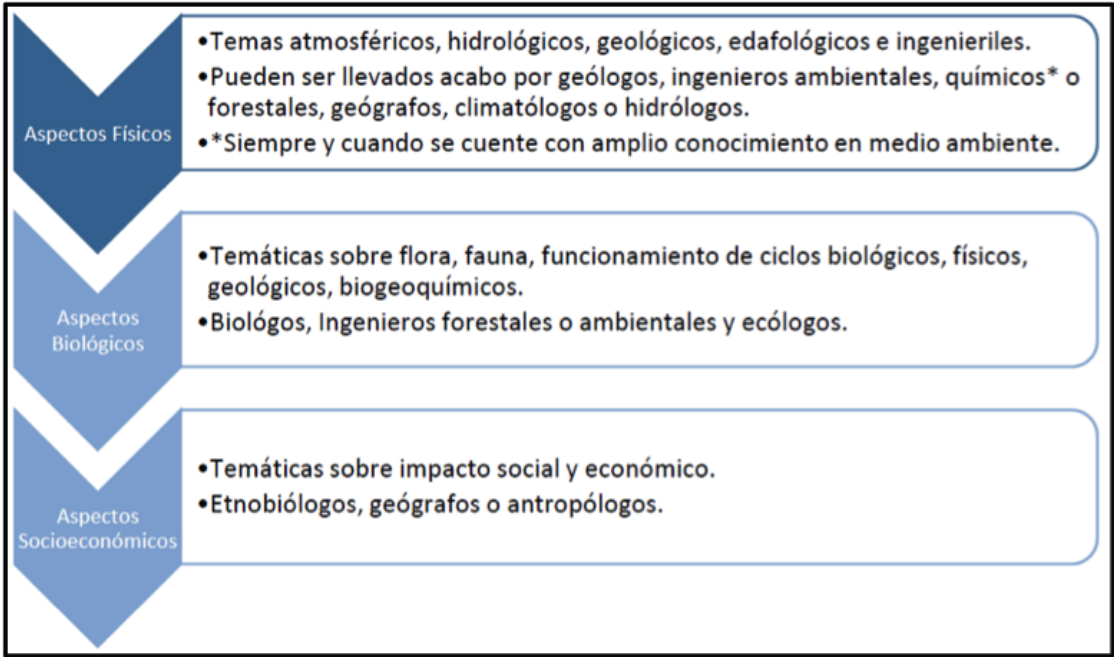 Aspectos Físicos
•Temas atmosféricos, hidrológicos, geológicos, edafológicos e ingenieriles.
•Pueden ser llevados acabo por geólogos, ingenieros ambientales, químicos* o
forestales, geógrafos, climatólogos o hidrólogos.
•*Siempre y cuando se cuente con amplio conocimiento en medio ambiente.
Aspectos
Biológicos
•Temáticas sobre flora, fauna, funcionamiento de ciclos biológicos, físicos,
geológicos, biogeoquímicos.
•Biológos, Ingenieros forestales o ambientales y ecólogos.
Aspectos
Socioeconómicos
•Temáticas sobre impacto social y económico.
•Etnobiólogos, geógrafos o antropólogos.